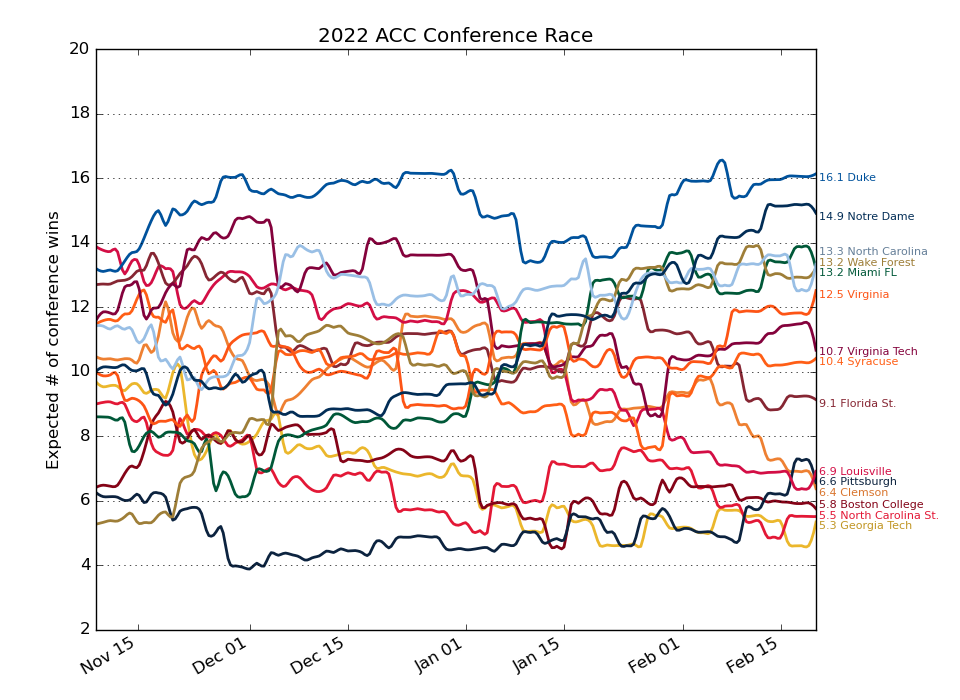 2022 ACC Conference Race
Expected # of conference wins
20
18
16
14
12
10
8
6
4
2
Nov 15
Dec 01
Dec 15
Jan 01
Jan 15
Feb 01
Feb 15
16.1 Duke
14.9 Notre Dame
13.3 North Carolina
13.2 Wake Forest
13.2 Miami FL
12.5 Virginia
10.7 Virginia Tech
10.4 Syracuse
9.1 Florida St.
6.9 Louisville
6.6 Pittsburgh
6.4 Clemson
5.8 Boston College
5.5 North Carolina St.
5.3 Georgia Tech